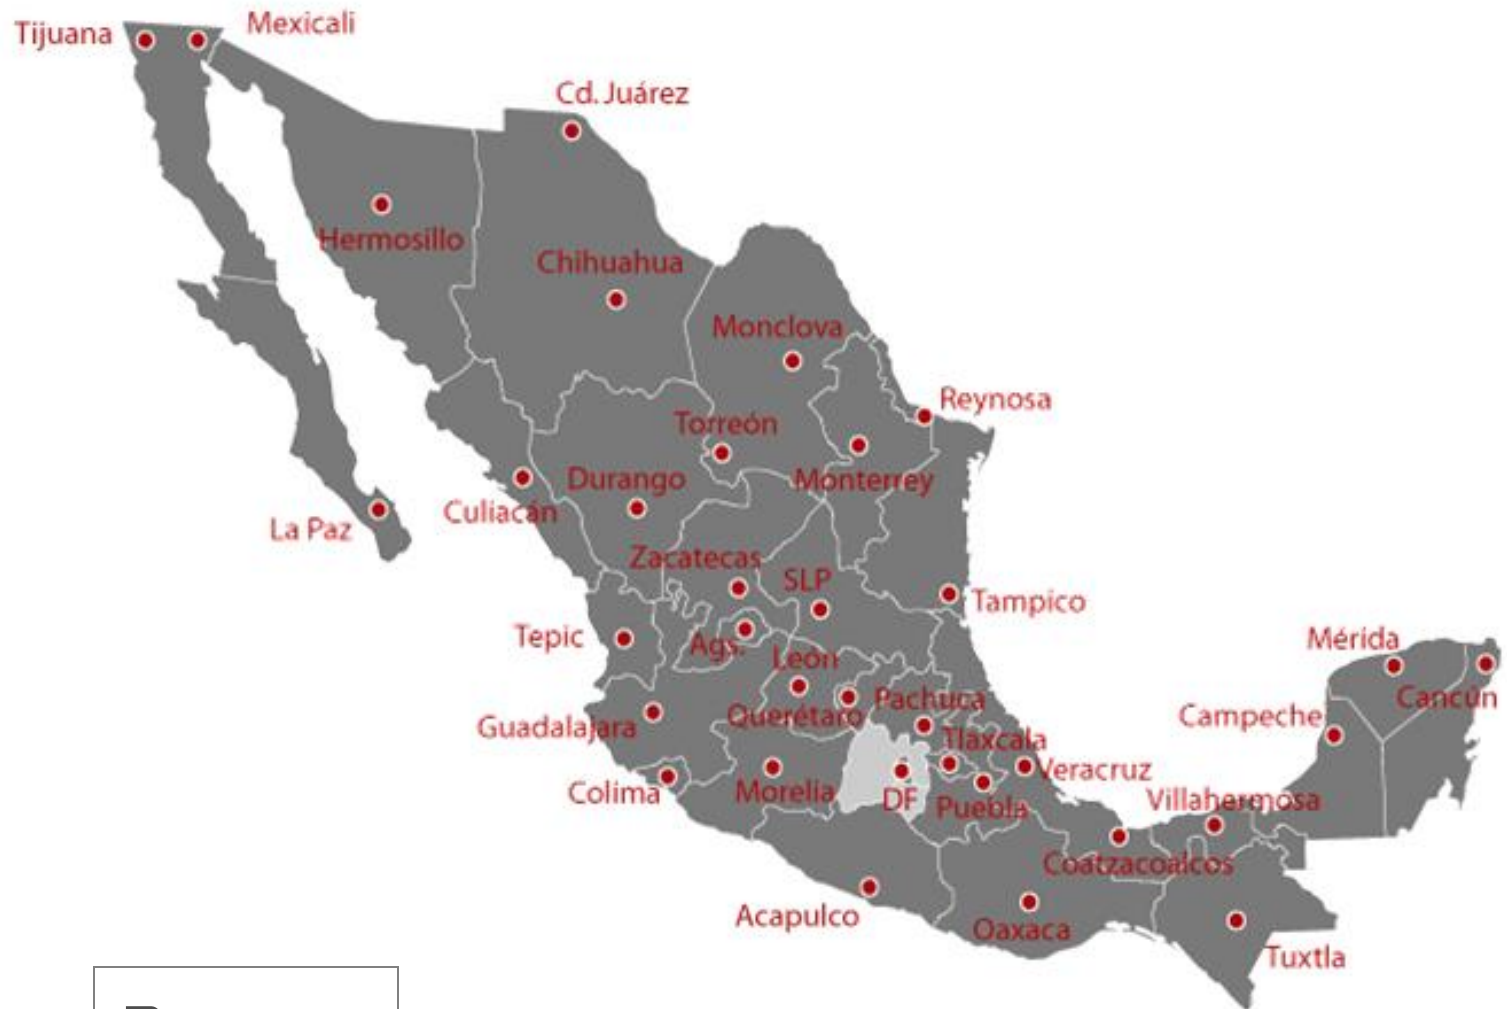 Tijuana
Mexicali
Cd. Juárez
Hermosillo
Chihuahua
Monclova
Reynosa
Torreón
Monterrey
Durango
Culiacán
La Paz
Zacatecas
SLP
Tampico
Tepic
Ags.
León
Mérida
Cancún
Pachuca
Querétaro
Campeche
Guadalajara
Tlaxcala
Veracruz
Colima
Morelia
DF
Puebla
Villahermosa
Coatzacoalcos
Acapulco
Oaxaca
Tuxtla